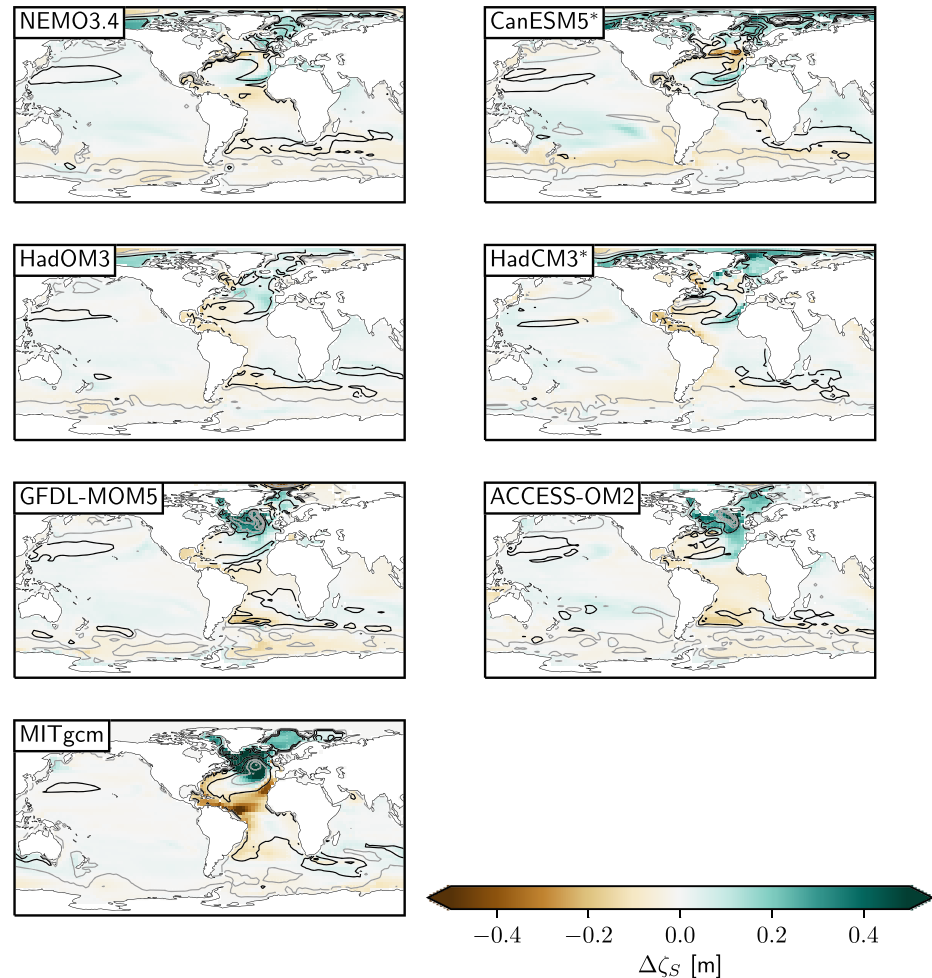 NEMO3.4
CanESM5*
HadOM3
HadCM3*
GFDL-MOM5
ACCESS-OM2
MITgcm
−0.4 −0.2 0.0 0.2 0.4
Δζ_S [m]